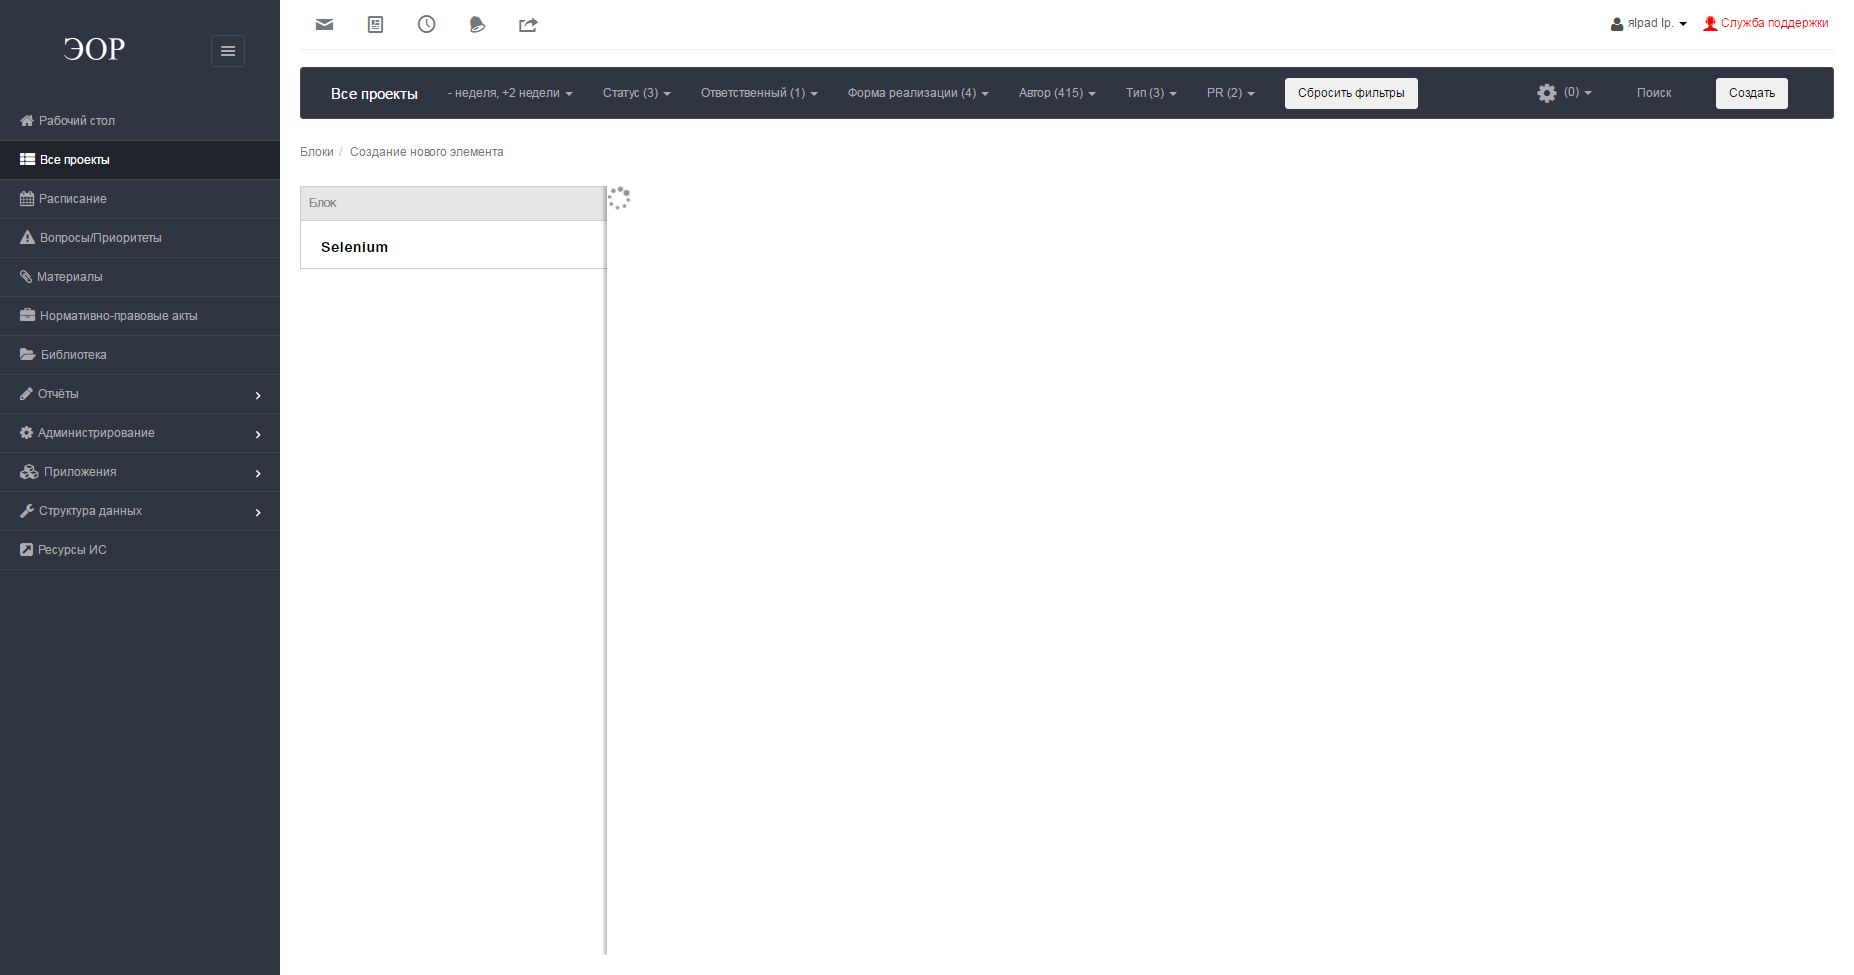 ЭОР
Рабочий стол
Все проекты
Расписание
Вопросы/Приоритеты
Материалы
Нормативно-правовые акты
Библиотека
Отчёты
Администрирование
Приложения
Структура данных
Ресурсы ИС
яIpad Ip.
Служба поддержки
Все проекты - неделя, +2 недели Статус (3) Ответственный (1) Форма реализации (4) Автор (415) Тип (3) PR (2) Сбросить фильтры (0) Поиск Создать
Блоки / Создание нового элемента
Блок
Selenium